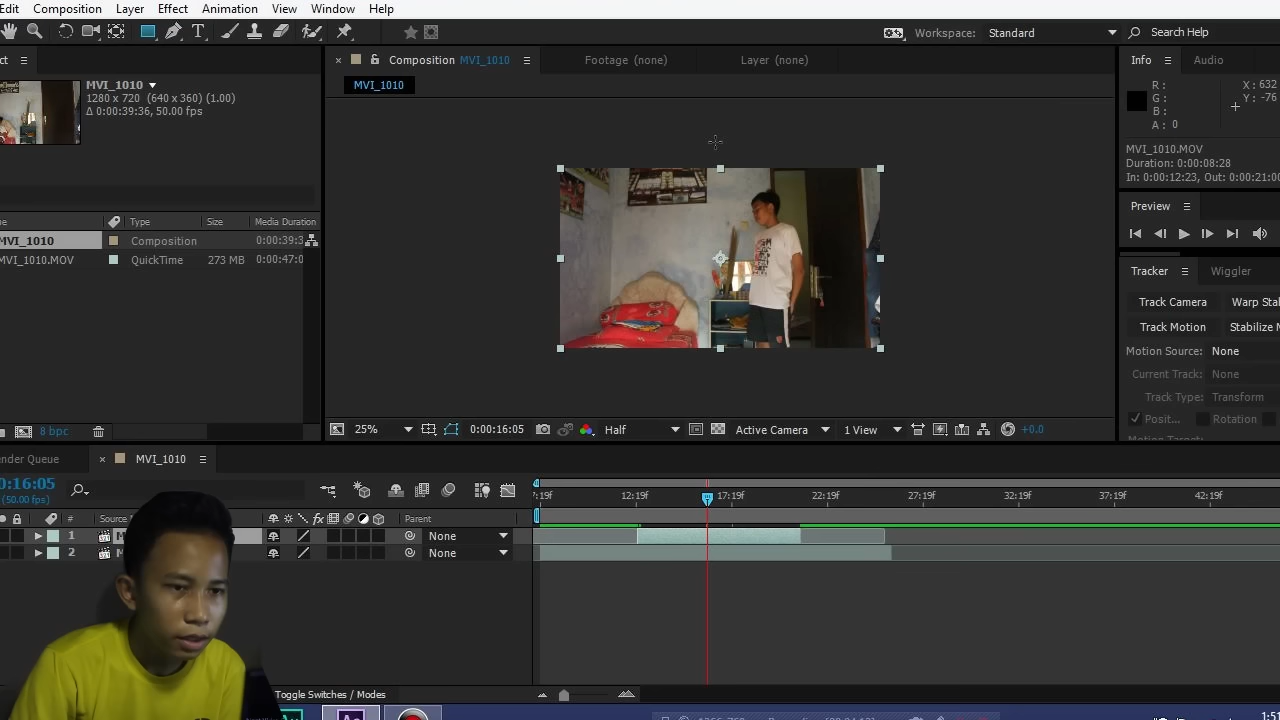 Edit Composition Layer Effect Animation View Window Help
Workspace: Standard Search Help
Composition MVI_1010 Footage (none) Layer (none) Info Audio
MVI_1010
MVI_1010
1280 x 720 (640 x 360) (1.00)
Δ 0:00:39:36, 50.00 fps
R : X : 632
G : Y : -76
B :
A : 0
MVI_1010.MOV
Duration: 0:00:08:28
In: 0:00:12:23, Out: 0:00:21:00
Preview
Type Size Media Duration
MVI_1010 Composition 0:00:39:3
MVI_1010.MOV QuickTime 273 MB 0:00:47:0
Tracker Wiggler
Track Camera Warp Stal
Track Motion Stabilize M
Motion Source: None
Current Track: None
Track Type: Transform
Posit... Rotation
8 bpc 25% 0:00:16:05 Half Active Camera 1 View +0.0
nder Queue MVI_1010
0:16:05
(50.00 fps)
:19f 12:19f 17:19f 22:19f 27:19f 32:19f 37:19f 42:19f
# Source fx Parent
1 M None
2 M None
Toggle Switches / Modes